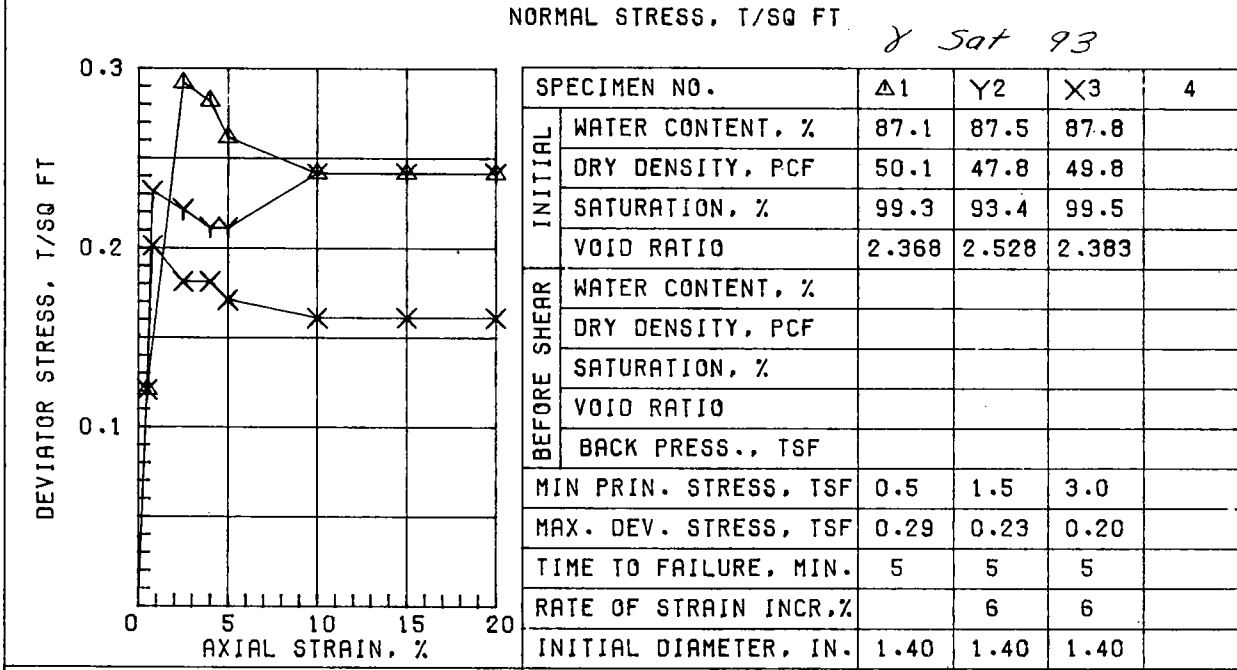 NORMAL STRESS, T/SQ FT
γ Sat 93
DEVIATOR STRESS, T/SQ FT
0.3
0.2
0.1
0
0 5 10 15 20
AXIAL STRAIN, %
SPECIMEN NO. △1 Y2 X3 4
INITIAL
WATER CONTENT, % 87.1 87.5 87.8
DRY DENSITY, PCF 50.1 47.8 49.8
SATURATION, % 99.3 93.4 99.5
VOID RATIO 2.368 2.528 2.383
BEFORE SHEAR
WATER CONTENT, %
DRY DENSITY, PCF
SATURATION, %
VOID RATIO
BACK PRESS., TSF
MIN PRIN. STRESS, TSF 0.5 1.5 3.0
MAX. DEV. STRESS, TSF 0.29 0.23 0.20
TIME TO FAILURE, MIN. 5 5 5
RATE OF STRAIN INCR,% 6 6
INITIAL DIAMETER, IN. 1.40 1.40 1.40